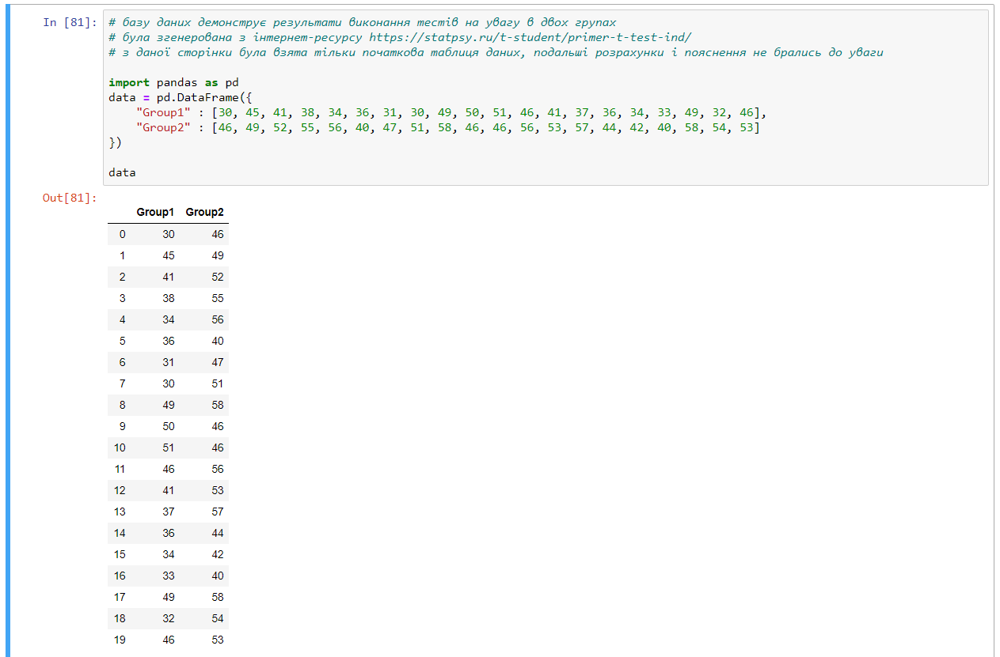 In [81]: # базу даних демонструє результати виконання тестів на увагу в двох групах
# була згенерована з інтернет-ресурсу https://statpsy.ru/t-student/primer-t-test-ind/
# з даної сторінки була взята тільки початкова таблиця даних, подальші розрахунки і пояснення не брались до уваги
import pandas as pd
data = pd.DataFrame({
"Group1" : [30, 45, 41, 38, 34, 36, 31, 30, 49, 50, 51, 46, 41, 37, 36, 34, 33, 49, 32, 46],
"Group2" : [46, 49, 52, 55, 56, 40, 47, 51, 58, 46, 46, 56, 53, 57, 44, 42, 40, 58, 54, 53]
})
data
Out[81]:
Group1 Group2
0 30 46
1 45 49
2 41 52
3 38 55
4 34 56
5 36 40
6 31 47
7 30 51
8 49 58
9 50 46
10 51 46
11 46 56
12 41 53
13 37 57
14 36 44
15 34 42
16 33 40
17 49 58
18 32 54
19 46 53